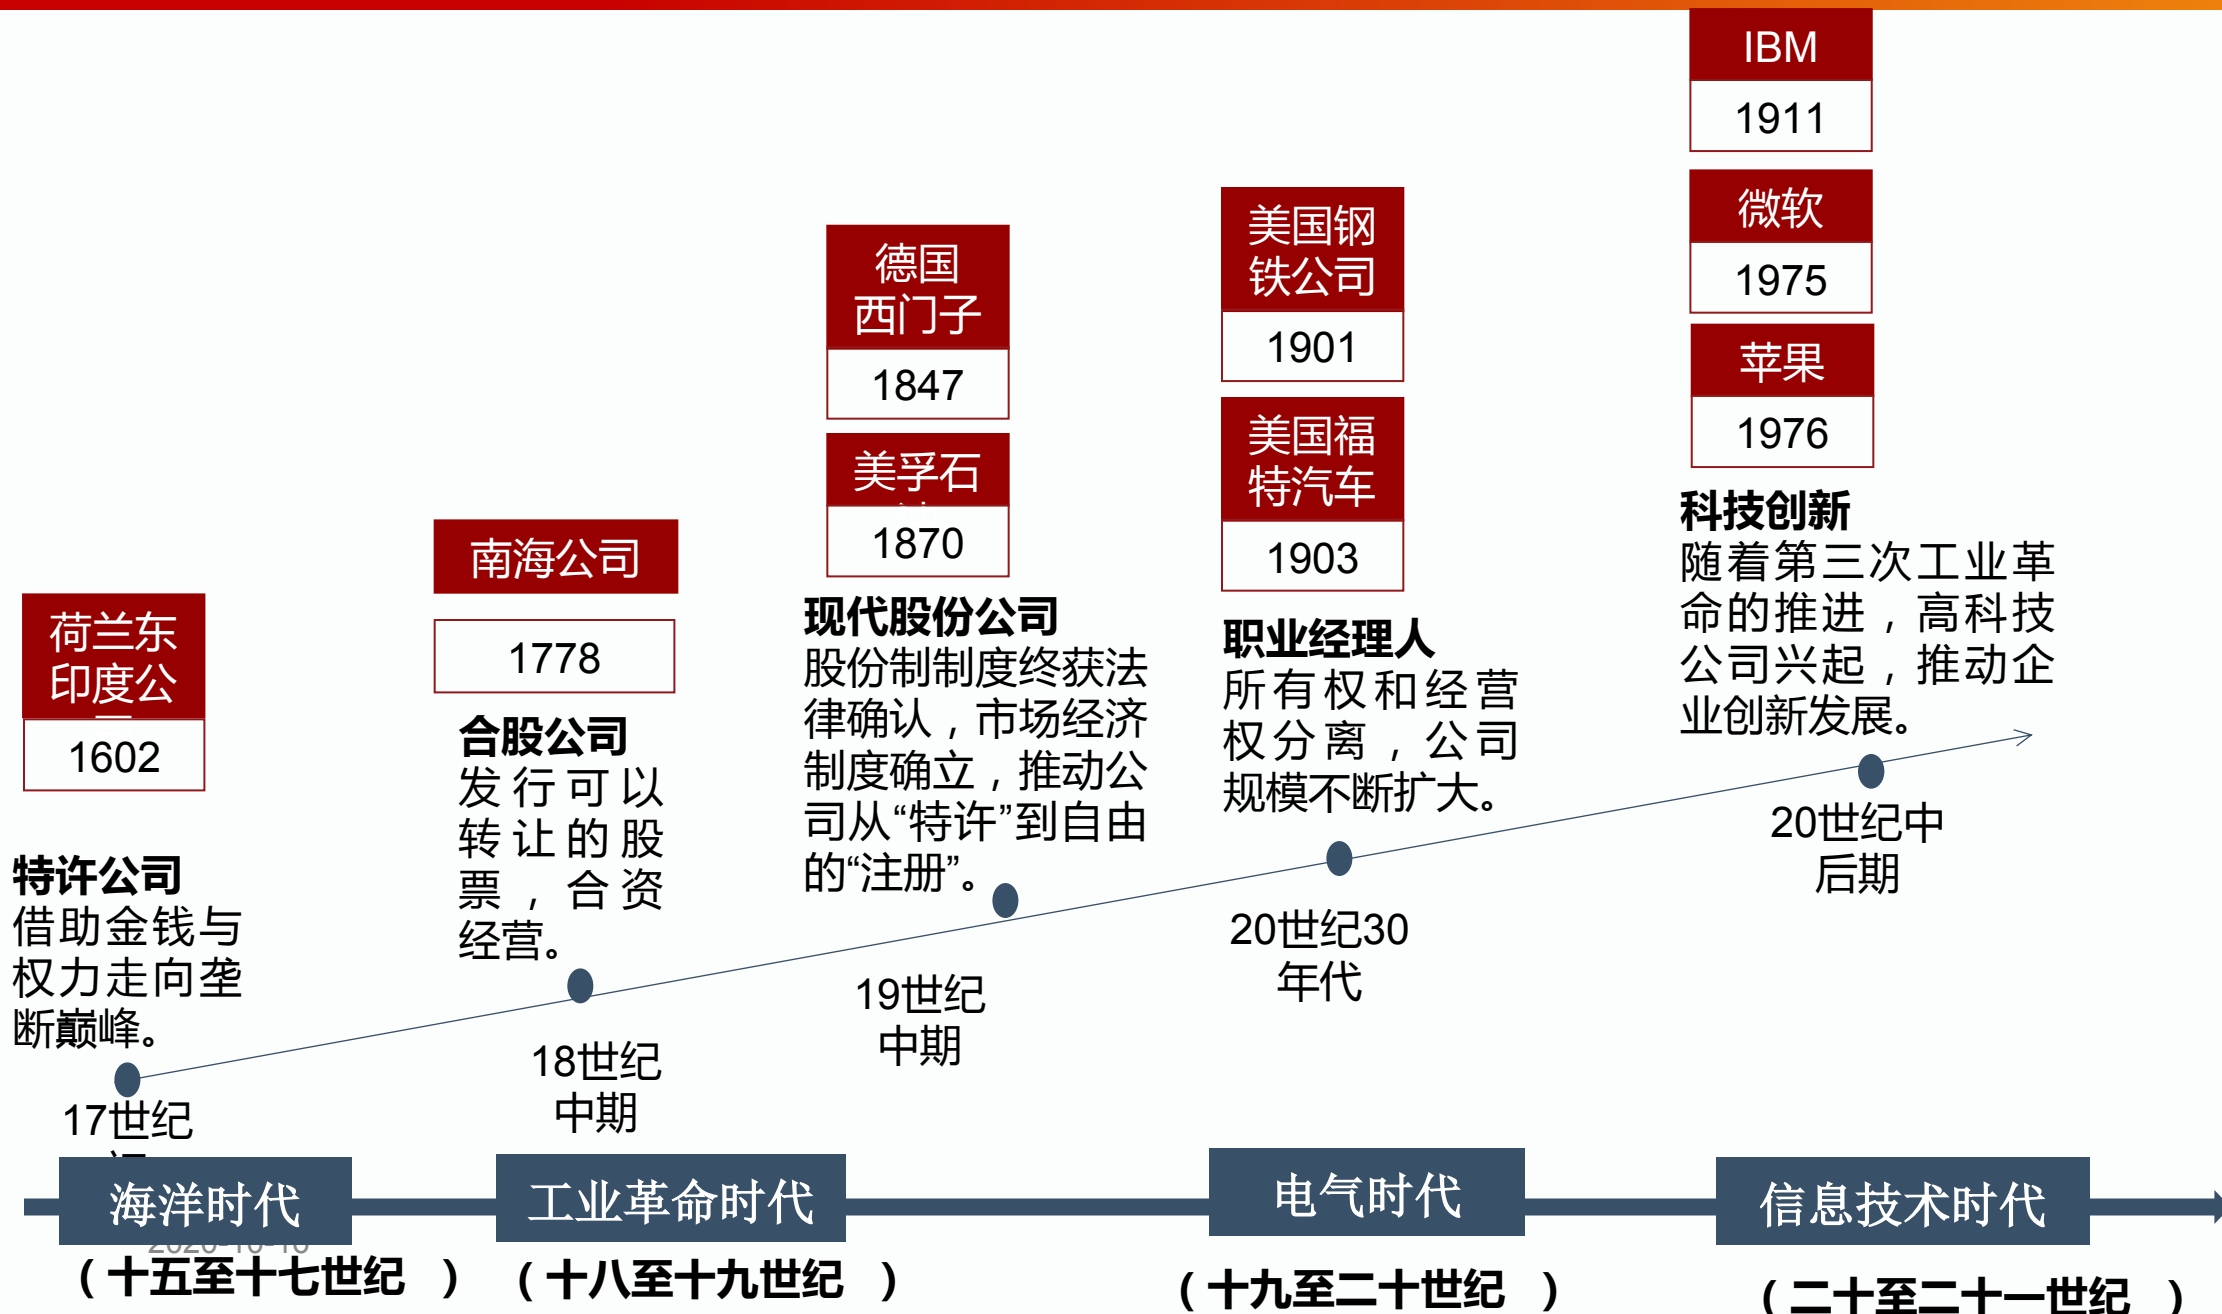 IBM
1911
微软
1975
苹果
1976
科技创新
随着第三次工业革
命的推进，高科技
公司兴起，推动企
业创新发展。
20世纪中
后期
美国钢
铁公司
1901
美国福
特汽车
1903
职业经理人
所有权和经营
权分离，公司
规模不断扩大。
20世纪30
年代
德国
西门子
1847
美孚石
1870
现代股份公司
股份制制度终获法
律确认，市场经济
制度确立，推动公
司从“特许”到自由
的“注册”。
19世纪
中期
南海公司
1778
合股公司
发行可以
转让的股
票，合资
经营。
18世纪
中期
荷兰东
印度公
1602
特许公司
借助金钱与
权力走向垄
断巅峰。
17世纪
海洋时代
工业革命时代
电气时代
信息技术时代
（十五至十七世纪 ）
（十八至十九世纪 ）
（十九至二十世纪 ）
（二十至二十一世纪 ）